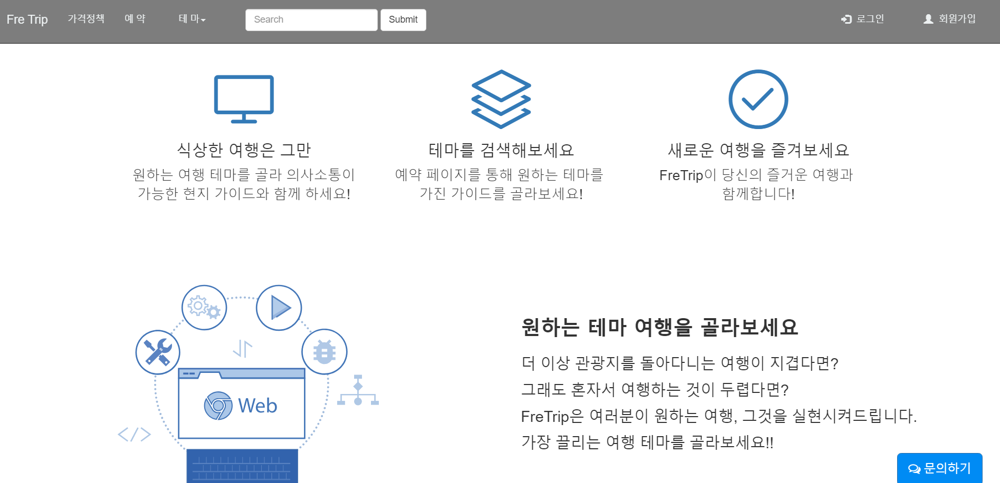 Fre Trip 가격정책 예 약 테 마 Search Submit 로그인 회원가입
식상한 여행은 그만
원하는 여행 테마를 골라 의사소통이
가능한 현지 가이드와 함께 하세요!
테마를 검색해보세요
예약 페이지를 통해 원하는 테마를
가진 가이드를 골라보세요!
새로운 여행을 즐겨보세요
FreTrip이 당신의 즐거운 여행과
함께합니다!
Web
</>
원하는 테마 여행을 골라보세요
더 이상 관광지를 돌아다니는 여행이 지겹다면?
그래도 혼자서 여행하는 것이 두렵다면?
FreTrip은 여러분이 원하는 여행, 그것을 실현시켜드립니다.
가장 끌리는 여행 테마를 골라보세요!!
문의하기